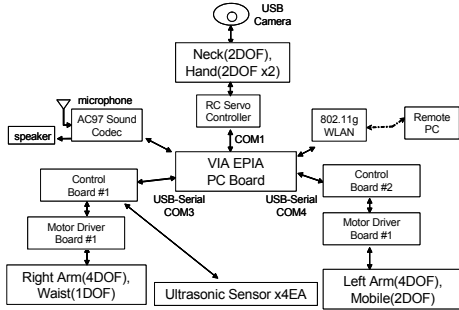 USB
Camera
Neck(2DOF),
Hand(2DOF x2)
microphone
RC Servo
Controller
AC97 Sound
Codec
802.11g
WLAN
Remote
PC
speaker
COM1
VIA EPIA
PC Board
Control
Board #1
USB-Serial
COM3
USB-Serial
COM4
Control
Board #2
Motor Driver
Board #1
Motor Driver
Board #1
Right Arm(4DOF),
Waist(1DOF)
Ultrasonic Sensor x4EA
Left Arm(4DOF),
Mobile(2DOF)